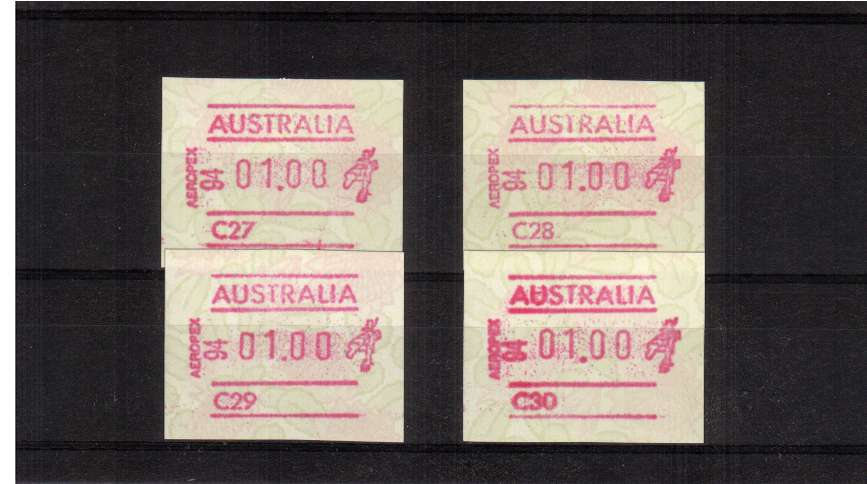 AUSTRALIA
AEROPEX 94 01.00
C27
AUSTRALIA
AEROPEX 94 01.00
C28
AUSTRALIA
AEROPEX 94 01.00
C29
AUSTRALIA
AEROPEX 94 01.00
C30